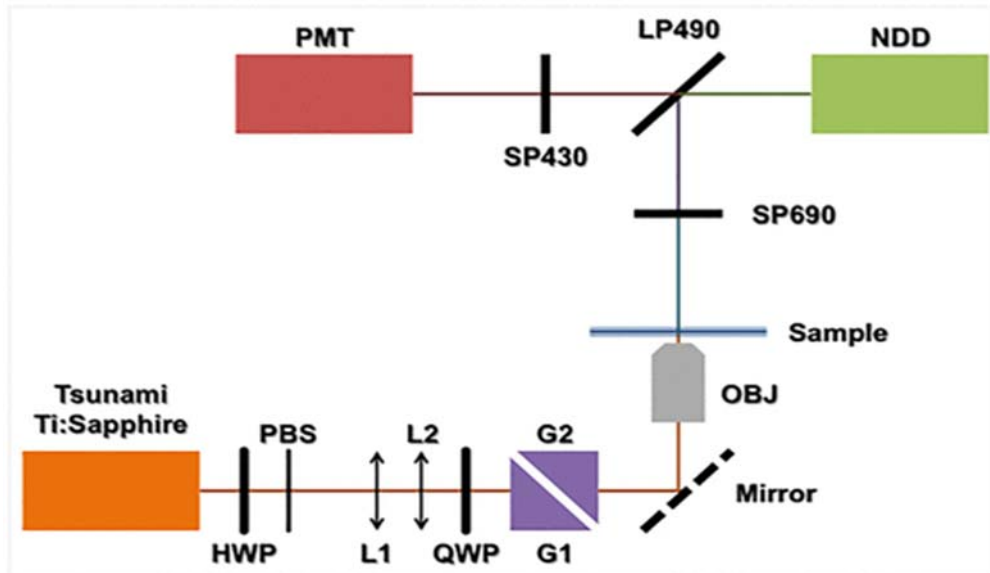 PMT
LP490
NDD
SP430
SP690
Sample
OBJ
Tsunami
Ti:Sapphire
PBS
L2
G2
Mirror
HWP
L1
QWP
G1